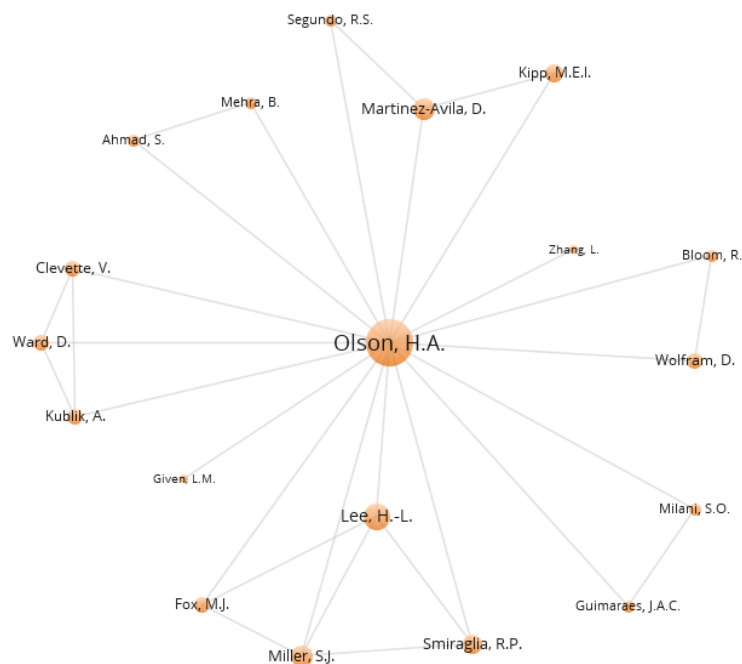 Segundo, R.S.
Kipp, M.E.I.
Mehra, B.
Martinez-Avila, D.
Ahmad, S.
Zhang, L.
Bloom, R.
Clevette, V.
Ward, D.
Olson, H.A.
Wolfram, D.
Kublik, A.
Given, L.M.
Lee, H.-L.
Milani, S.O.
Fox, M.J.
Guimaraes, J.A.C.
Smiraglia, R.P.
Miller, S.J.